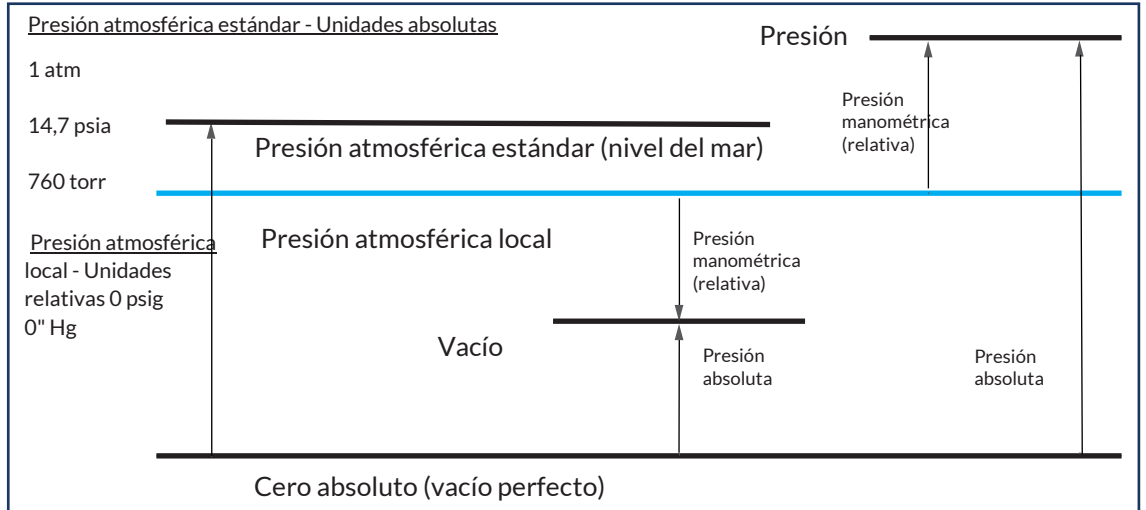 Presión atmosférica estándar - Unidades absolutas
1 atm
14,7 psia
760 torr
Presión atmosférica
local - Unidades
relativas 0 psig
0" Hg
Presión
Presión
manométrica
(relativa)
Presión atmosférica estándar (nivel del mar)
Presión atmosférica local
Presión
manométrica
(relativa)
Vacío
Presión
absoluta
Presión
absoluta
Cero absoluto (vacío perfecto)